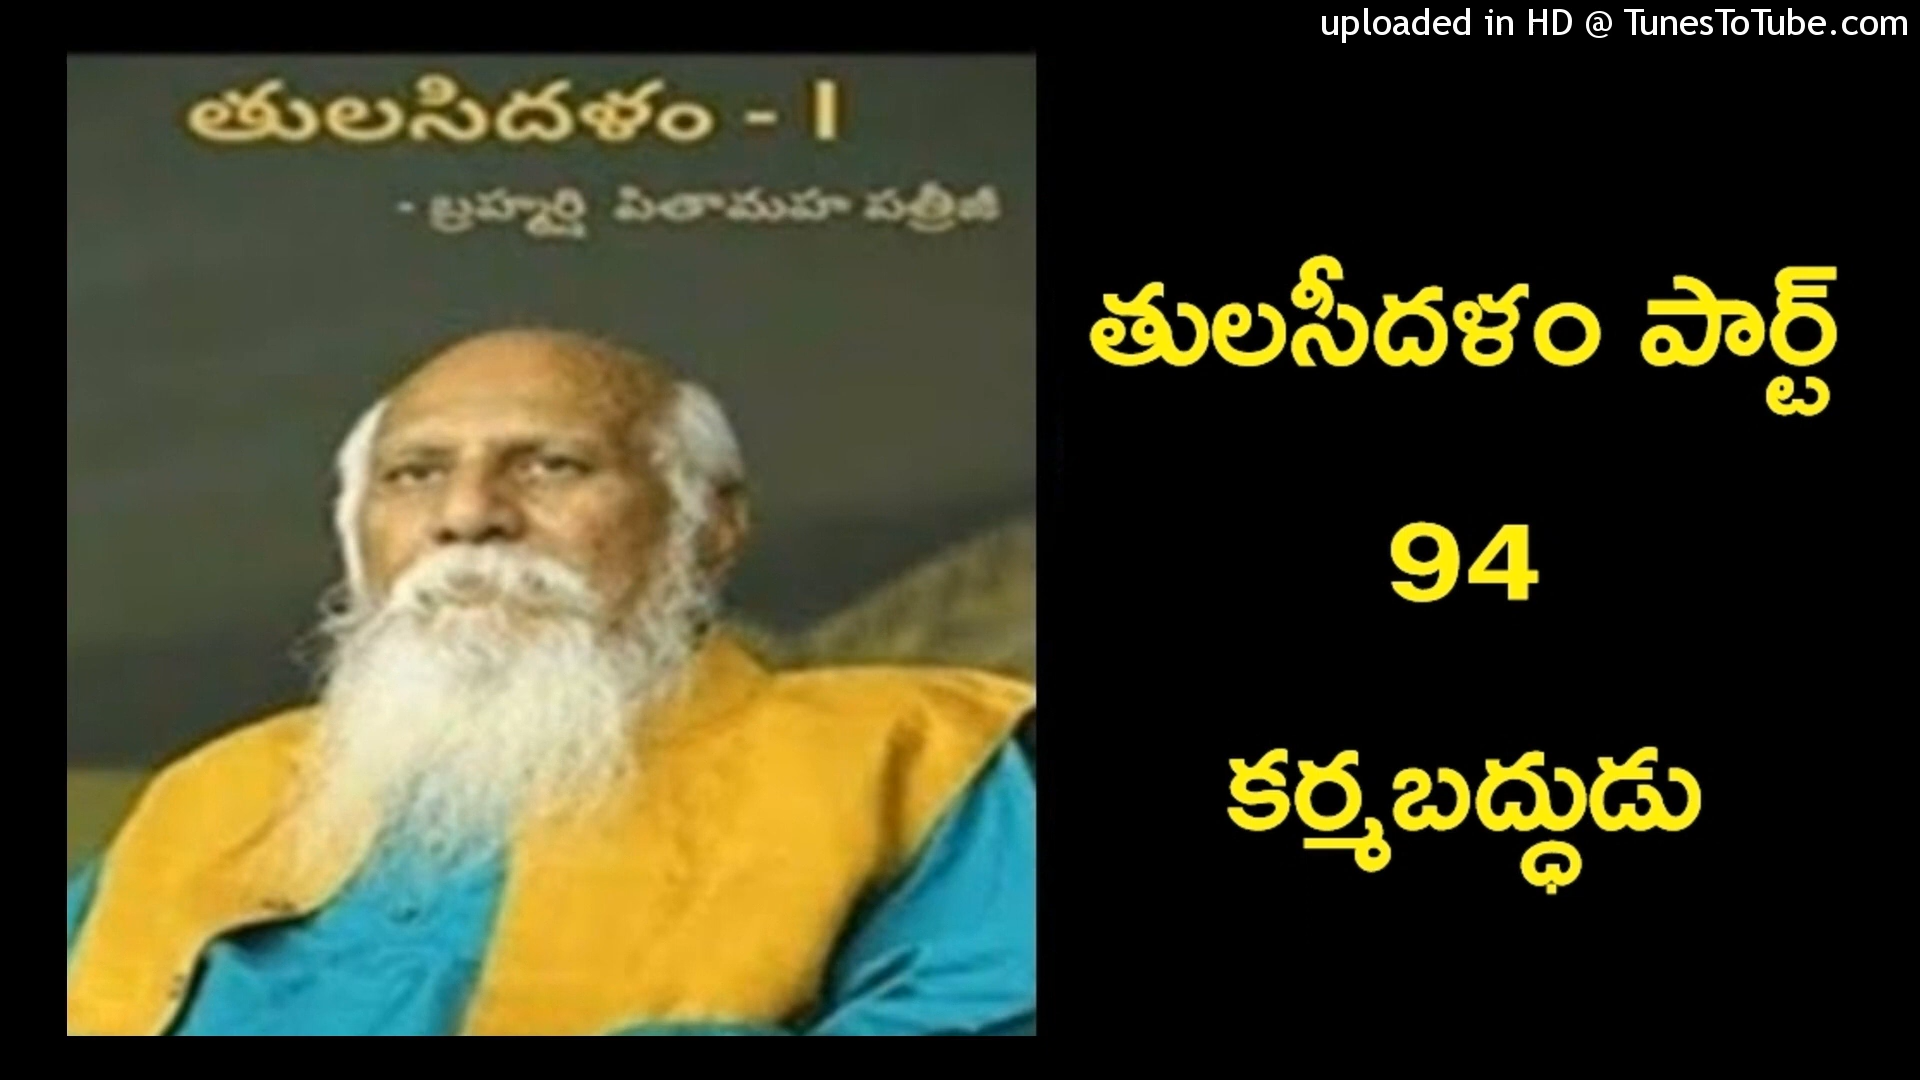 uploaded in HD @ TunesToTube.com
తులసిదళం - I
- బ్రహ్మర్షి పితామహ పత్రీజీ
తులసీదళం పార్ట్
94
కర్మబద్ధుడు